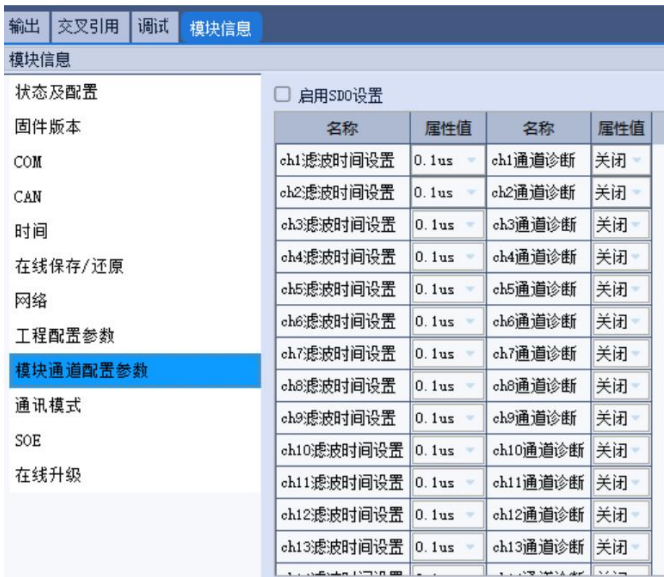 输出 交叉引用 调试 模块信息
模块信息
状态及配置
固件版本
COM
CAN
时间
在线保存/还原
网络
工程配置参数
模块通道配置参数
通讯模式
SOE
在线升级
启用SDO设置
名称 属性值 名称 属性值
ch1滤波时间设置 0.1us ch1通道诊断 关闭
ch2滤波时间设置 0.1us ch2通道诊断 关闭
ch3滤波时间设置 0.1us ch3通道诊断 关闭
ch4滤波时间设置 0.1us ch4通道诊断 关闭
ch5滤波时间设置 0.1us ch5通道诊断 关闭
ch6滤波时间设置 0.1us ch6通道诊断 关闭
ch7滤波时间设置 0.1us ch7通道诊断 关闭
ch8滤波时间设置 0.1us ch8通道诊断 关闭
ch9滤波时间设置 0.1us ch9通道诊断 关闭
ch10滤波时间设置 0.1us ch10通道诊断 关闭
ch11滤波时间设置 0.1us ch11通道诊断 关闭
ch12滤波时间设置 0.1us ch12通道诊断 关闭
ch13滤波时间设置 0.1us ch13通道诊断 关闭